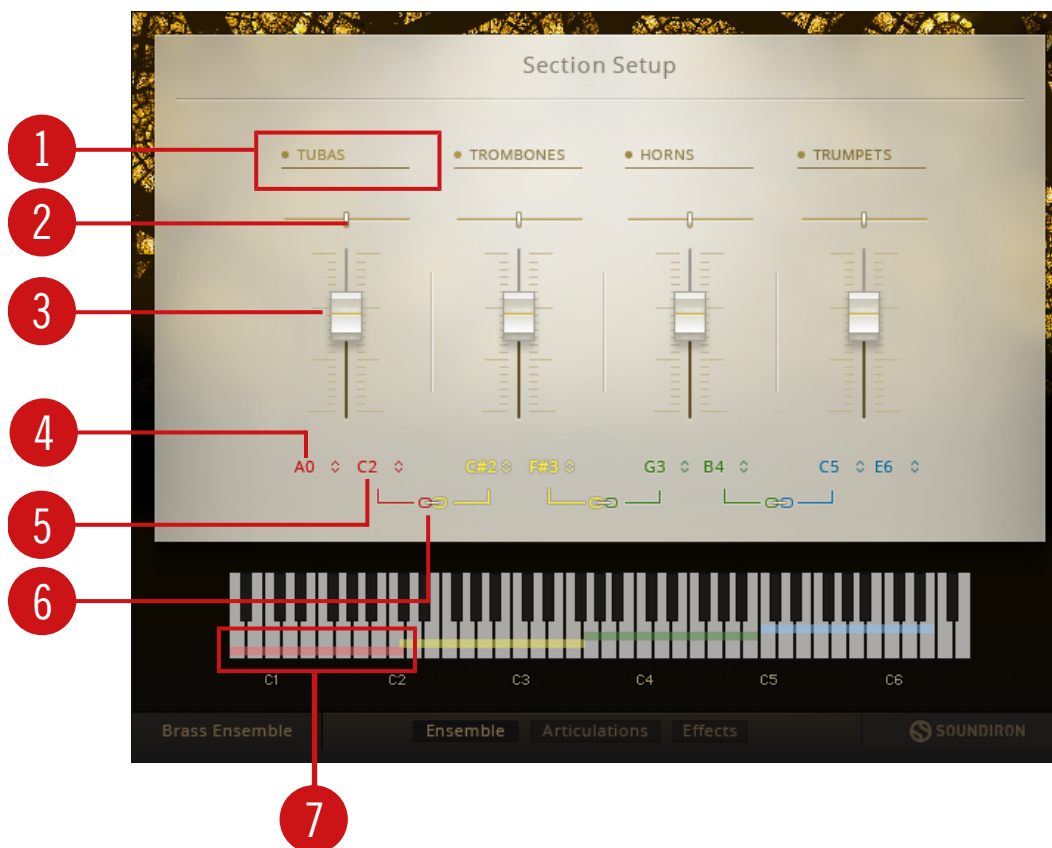 Section Setup
1
TUBAS
TROMBONES
HORNS
TRUMPETS
2
3
4
A0
C2
C#2
F#3
G3
B4
C5
E6
5
6
C1
C2
C3
C4
C5
C6
Brass Ensemble
Ensemble
Articulations
Effects
SOUNDIRON
7